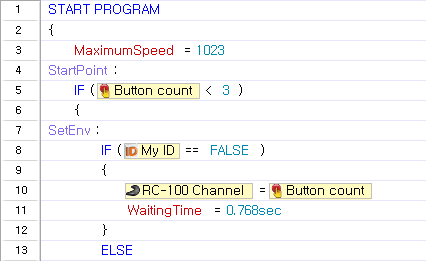 1 START PROGRAM
2 {
3 MaximumSpeed = 1023
4 StartPoint :
5 IF ( Button count < 3 )
6 {
7 SetEnv :
8 IF ( ID My ID == FALSE )
9 {
10 RC-100 Channel = Button count
11 WaitingTime = 0.768sec
12 }
13 ELSE